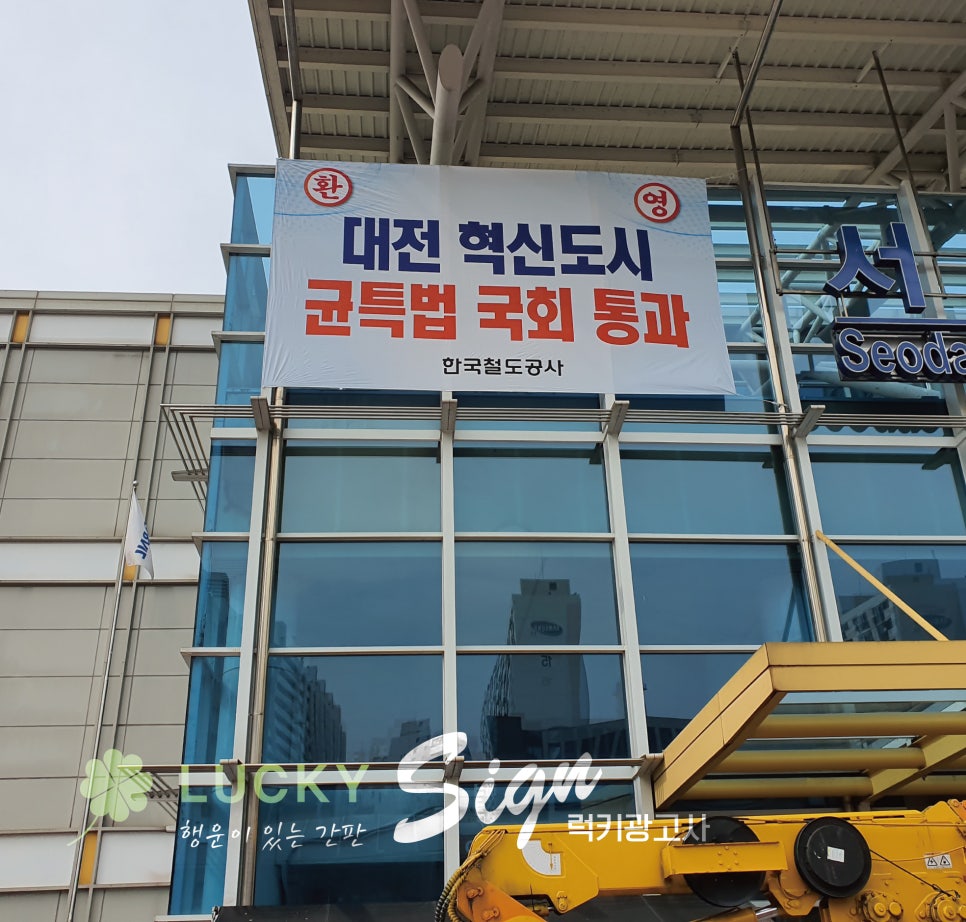 환 영
대전 혁신도시
균특법 국회 통과
한국철도공사
서
Seoda
LUCKY Sign
행운이 있는 간판
럭키광고사